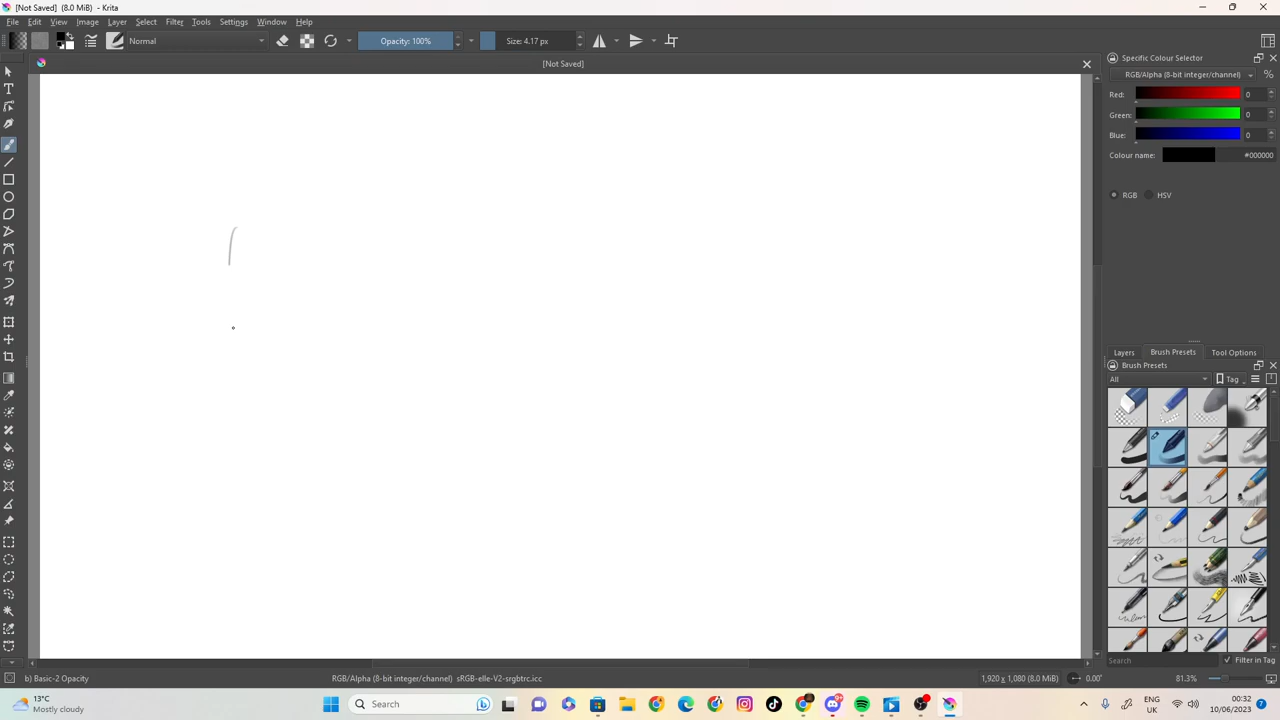 [Not Saved] (8.0 MiB) - Krita
File Edit View Image Layer Select Filter Tools Settings Window Help
Normal Opacity: 100% Size: 4.17 px
[Not Saved]
Specific Colour Selector
RGB/Alpha (8-bit integer/channel) %
Red: 0
Green: 0
Blue: 0
Colour name: #000000
RGB HSV
Layers Brush Presets Tool Options
Brush Presets
All Tag
Search Filter in Tag
b) Basic-2 Opacity RGB/Alpha (8-bit integer/channel) sRGB-elle-V2-srgbtrc.icc 1,920 x 1,080 (8.0 MiB) 0.00° 81.3%
13°C
Mostly cloudy
Search
ENG
UK
00:32
10/06/2023